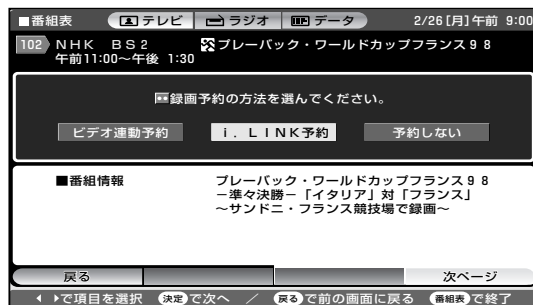 ■番組表 テレビ ラジオ データ 2/26[月]午前 9:00
102 NHK BS2 プレーバック・ワールドカップフランス98
午前11:00~午後 1:30
録画予約の方法を選んでください。
ビデオ連動予約 i.LINK予約 予約しない
■番組情報 プレーバック・ワールドカップフランス98
-準々決勝-「イタリア」対「フランス」
~サンドニ・フランス競技場で録画~
戻る 次ページ
で項目を選択 決定で次へ / 戻るで前の画面に戻る 番組表で終了